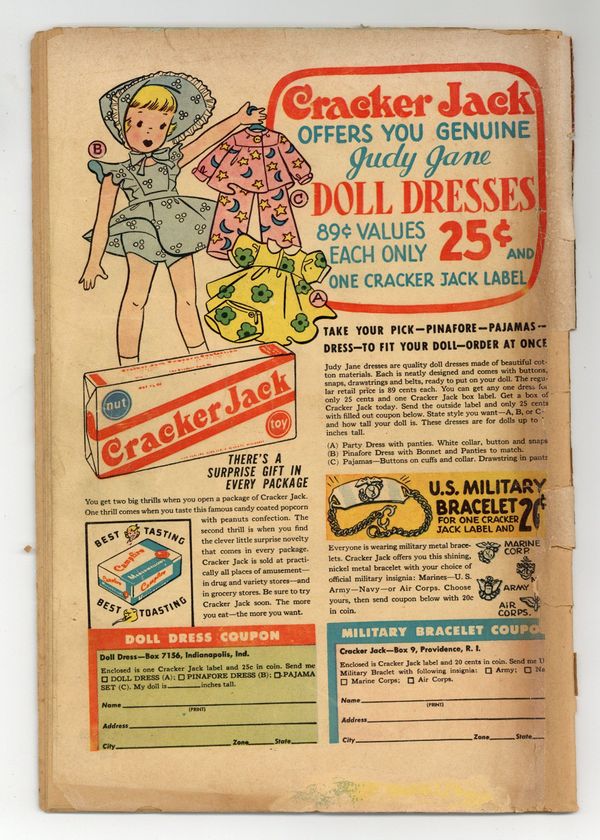 Cracker Jack
OFFERS YOU GENUINE
Judy Jane
DOLL DRESSES
89¢ VALUES
EACH ONLY 25¢ AND
ONE CRACKER JACK LABEL
B
C
A
TAKE YOUR PICK—PINAFORE—PAJAMAS--
DRESS—TO FIT YOUR DOLL—ORDER AT ONCE
Judy Jane dresses are quality doll dresses made of beautiful cot-
ton materials. Each is neatly designed and comes with buttons,
snaps, drawstrings and belts, ready to put on your doll. The regu-
lar retail price is 89 cents each. You can get any one dress for
only 25 cents and one Cracker Jack box label. Get a box of
Cracker Jack today. Send the outside label and only 25 cents
with filled out coupon below. State style you want—A, B, or C-
and how tall your doll is. These dresses are for dolls up to
inches tall.
(A) Party Dress with panties. White collar, button and snaps
(B) Pinafore Dress with Bonnet and Panties to match.
(C) Pajamas—Buttons on cuffs and collar. Drawstring in pants
nut
Cracker Jack
toy
THERE'S A
SURPRISE GIFT IN
EVERY PACKAGE
You get two big thrills when you open a package of Cracker Jack.
One thrill comes when you taste this famous candy coated popcorn
with peanuts confection. The
second thrill is when you find
the clever little surprise novelty
that comes in every package.
Cracker Jack is sold at practi-
cally all places of amusement—
in drug and variety stores—and
in grocery stores. Be sure to try
Cracker Jack soon. The more
you eat—the more you want.
BEST TASTING
Campfire
Marshmallows
Campfire
BEST TOASTING
U.S. MILITARY
BRACELET
FOR ONE CRACKER
JACK LABEL AND 20¢
Everyone is wearing military metal brace-
lets. Cracker Jack offers you this shining,
nickel metal bracelet with your choice of
official military insignia: Marines—U. S.
Army—Navy—or Air Corps. Choose
yours, then send coupon below with 20c
in coin.
MARINE
CORP
ARMY
AIR
CORPS.
DOLL DRESS COUPON
Doll Dress—Box 7156, Indianapolis, Ind.
Enclosed is one Cracker Jack label and 25c in coin. Send me
☐ DOLL DRESS (A); ☐ PINAFORE DRESS (B); ☐ PAJAMA
SET (C). My doll is______inches tall.
Name
(PRINT)
Address
City Zone State
MILITARY BRACELET COUPO
Cracker Jack—Box 9, Providence, R. I.
Enclosed is Cracker Jack label and 20 cents in coin. Send me U
Military Braclet with following insignia: ☐ Army; ☐ Na
☐ Marine Corps; ☐ Air Corps.
Name
(PRINT)
Address
City Zone State